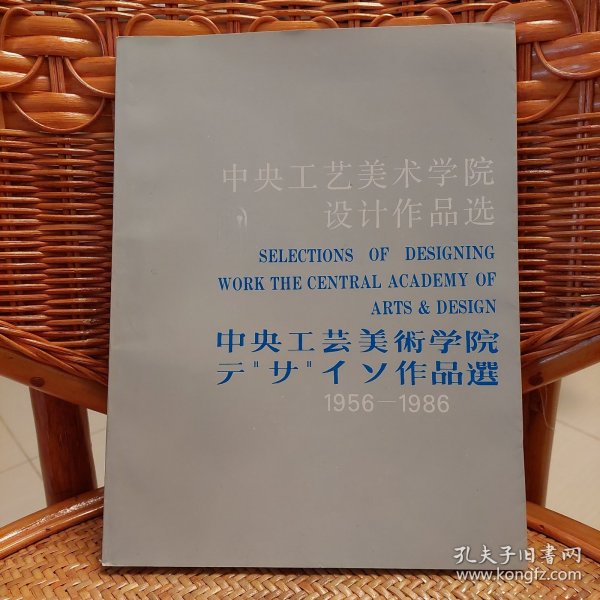 中央工艺美术学院
设计作品选
SELECTIONS OF DESIGNING
WORK THE CENTRAL ACADEMY OF
ARTS & DESIGN
中央工芸美術学院
デザ"イソ作品選
1956—1986
孔夫子旧书网
www.kongfz.com